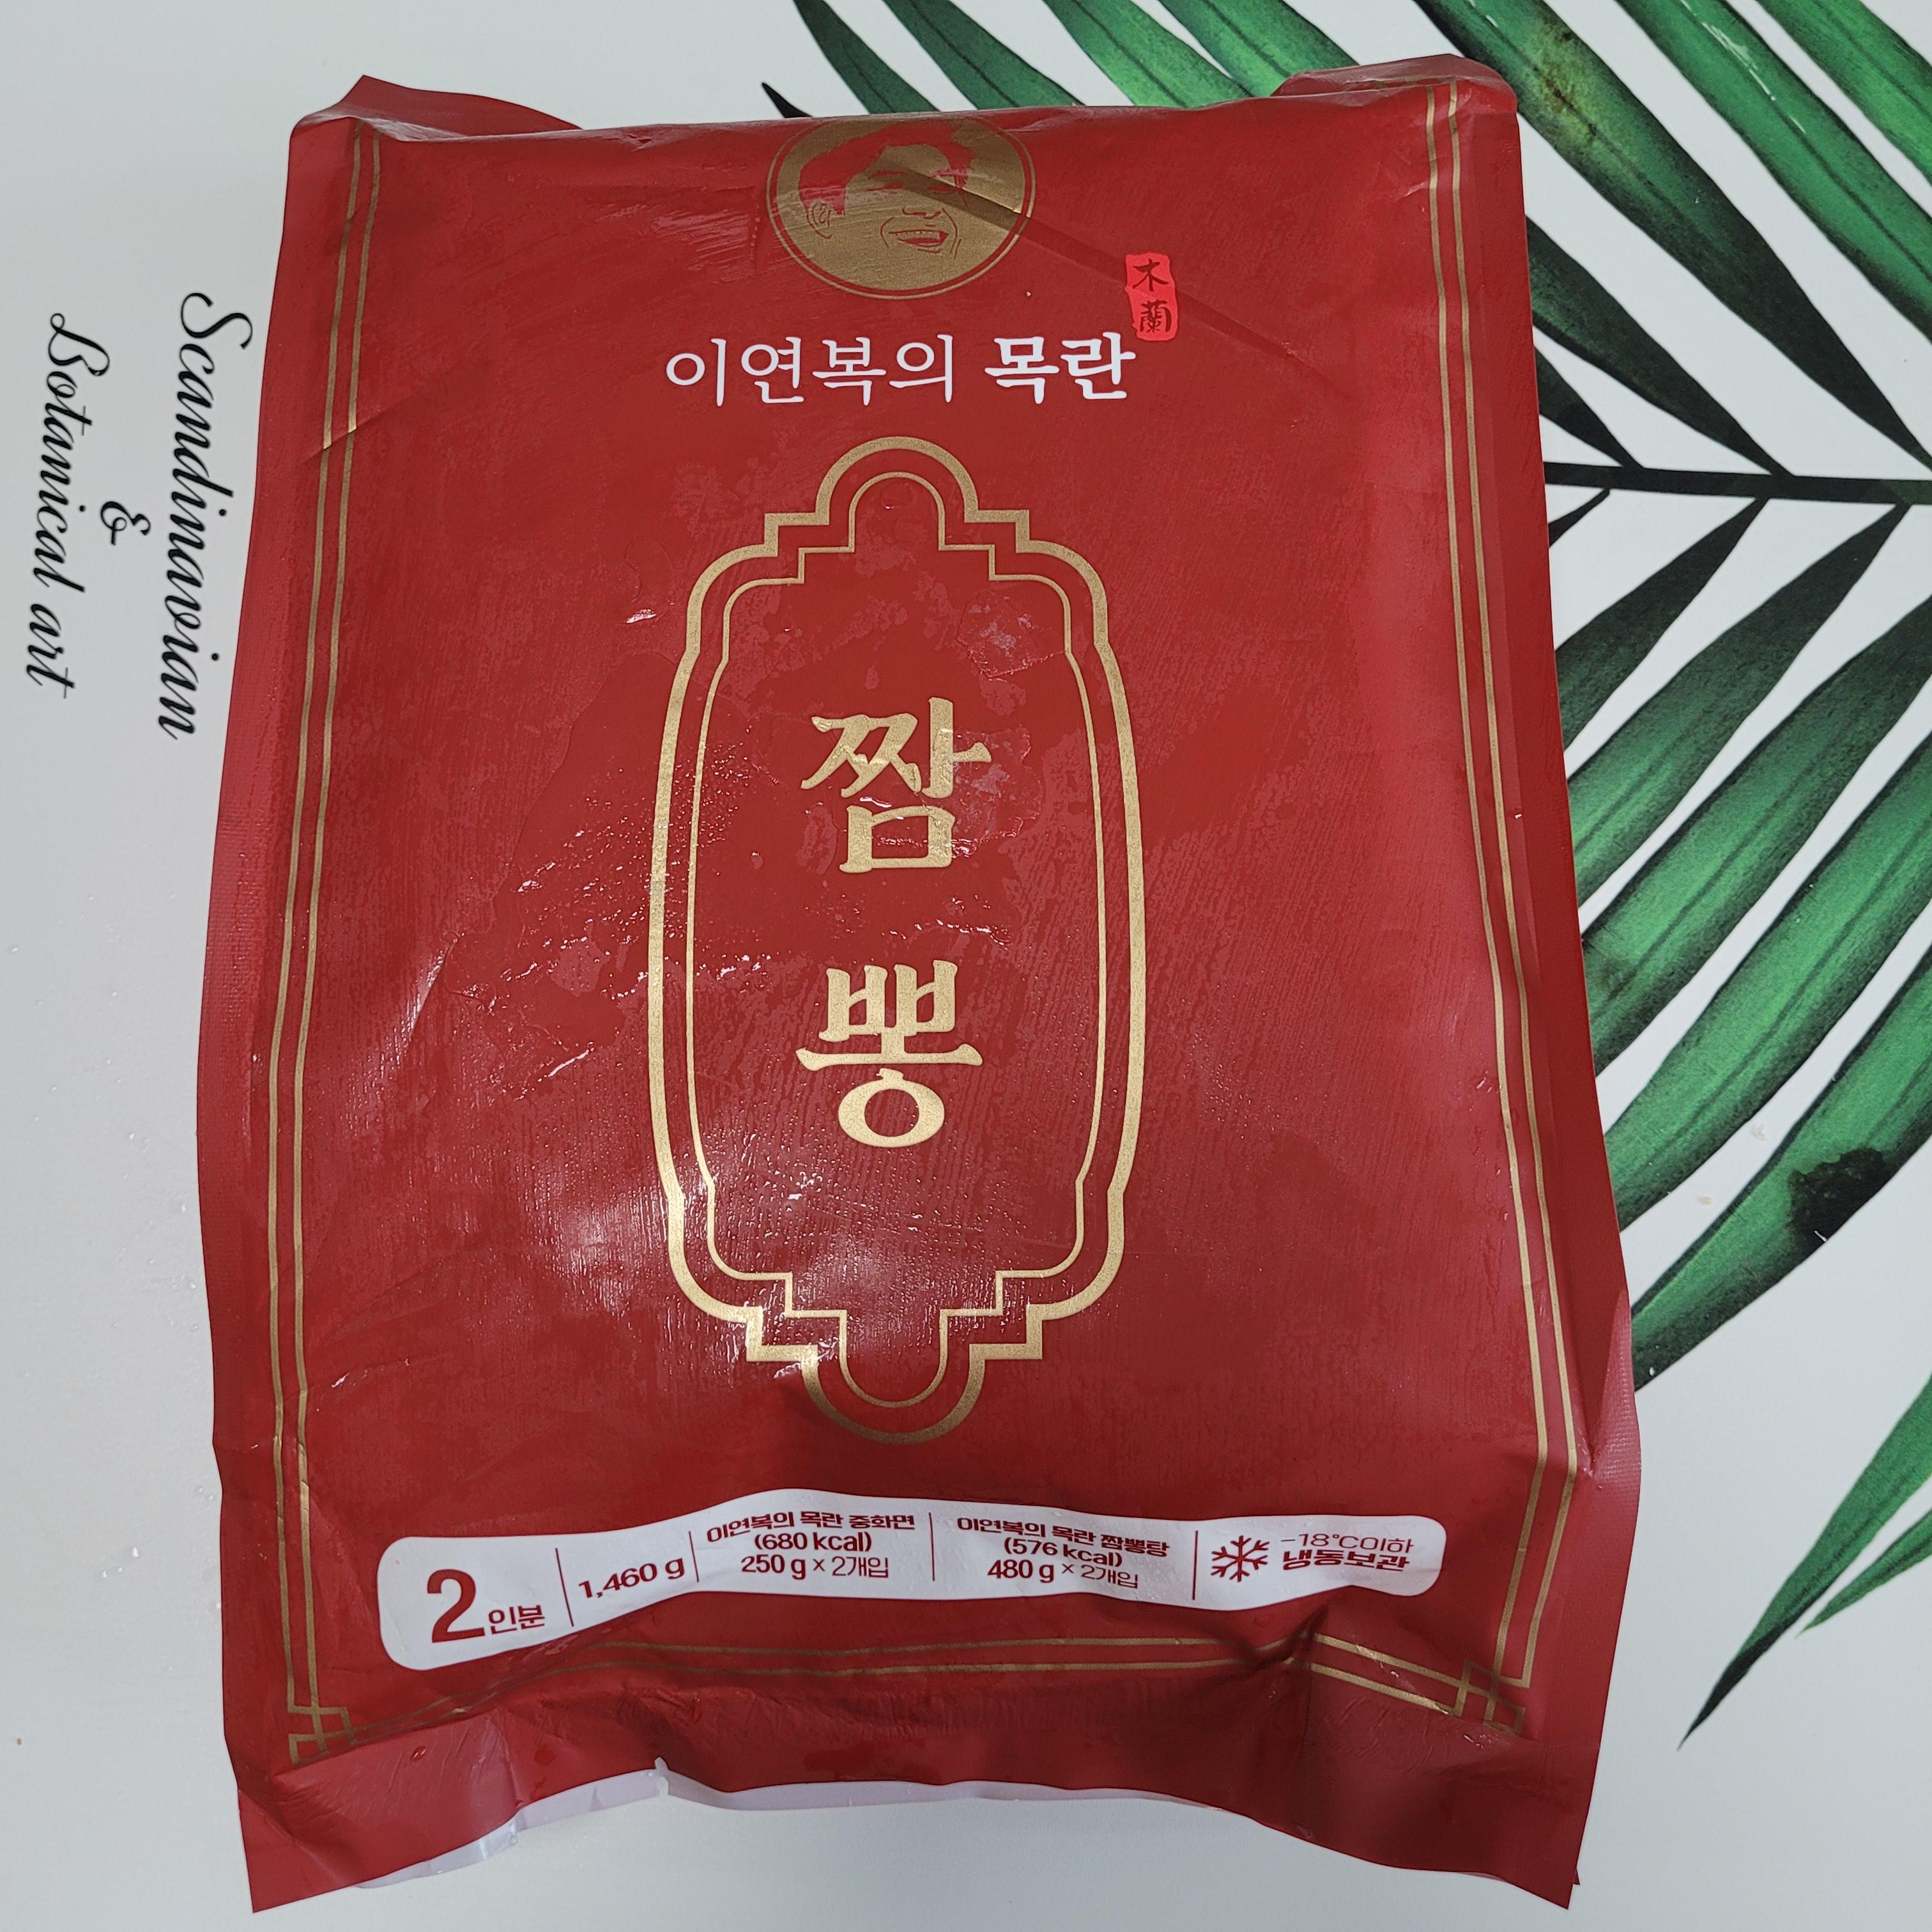 木蘭
이연복의 목란
짬뽕
2인분
1,460 g
이연복의 목란 중화면
(680 kcal)
250 g × 2개입
이연복의 목란 짬뽕탕
(576 kcal)
480 g × 2개입
-18℃이하
냉동보관
Scandinavian
&
Botanical art